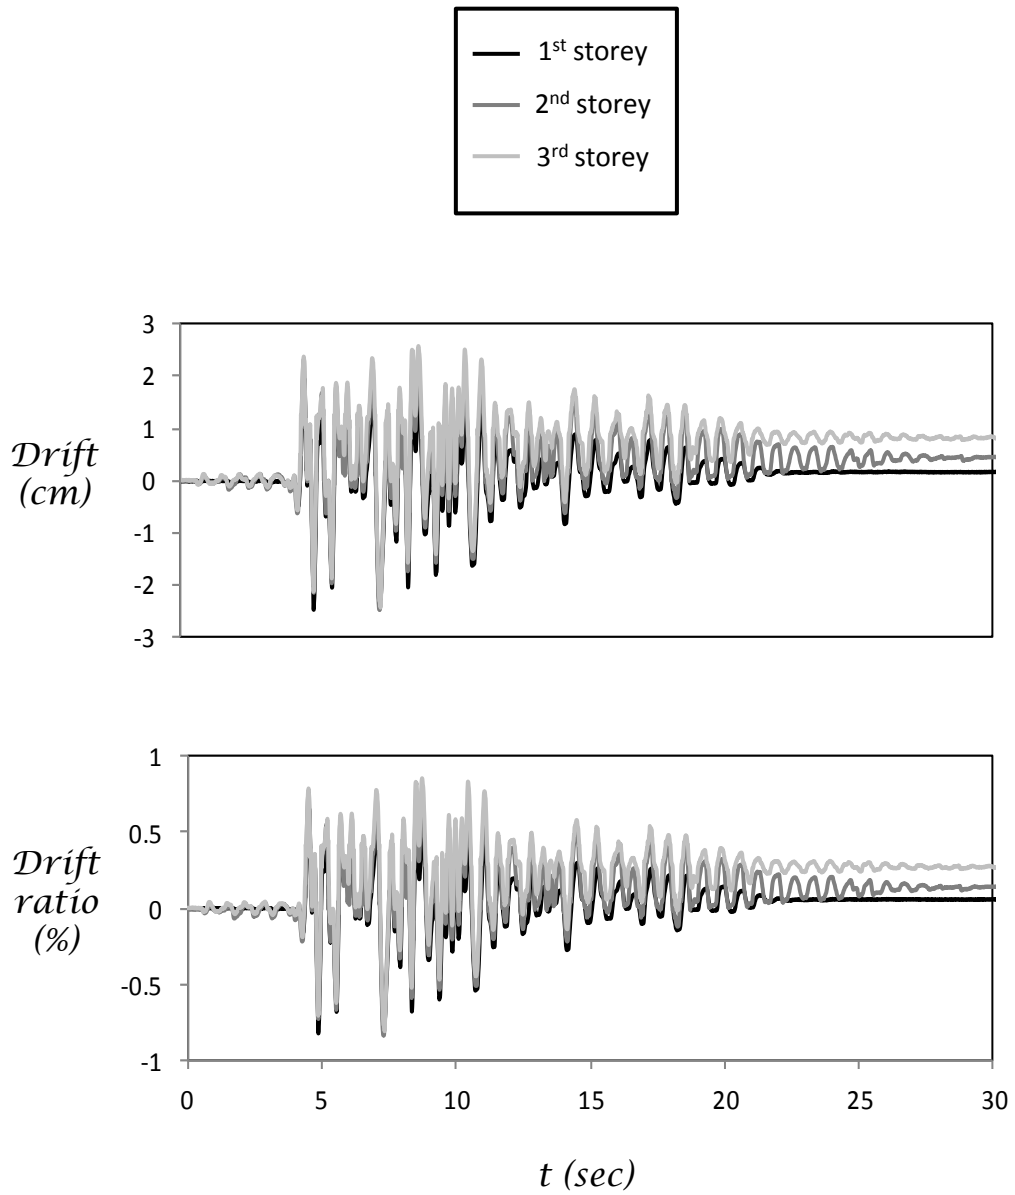 1st storey
2nd storey
3rd storey
3
2
1
0
-1
-2
-3
Drift
(cm)
1
0.5
0
-0.5
-1
Drift
ratio
(%)
0 5 10 15 20 25 30
t (sec)